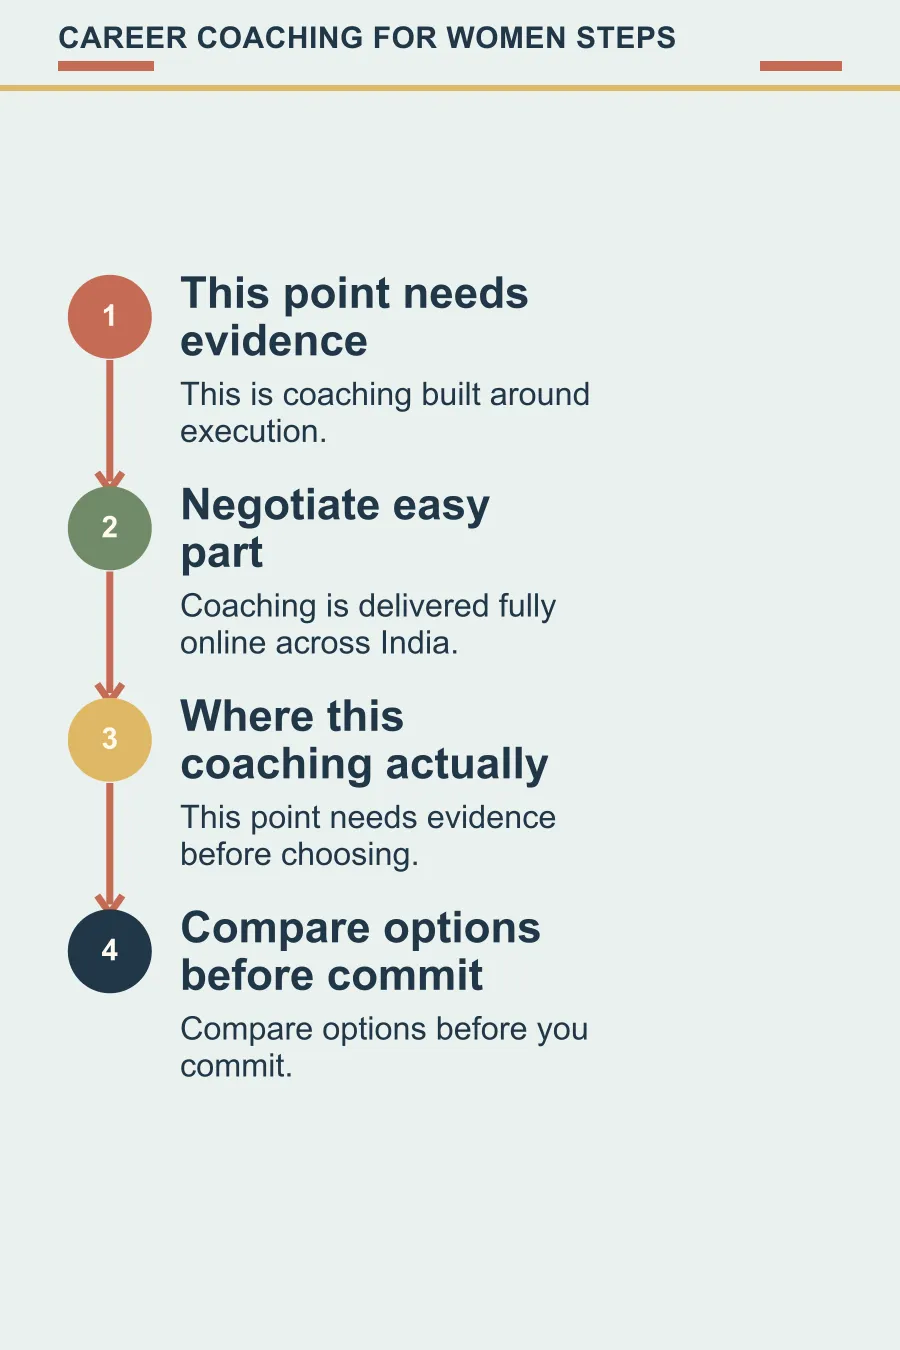 CAREER COACHING FOR WOMEN STEPS
1
This point needs
evidence
This is coaching built around
execution.
2
Negotiate easy
part
Coaching is delivered fully
online across India.
3
Where this
coaching actually
This point needs evidence
before choosing.
4
Compare options
before commit
Compare options before you
commit.